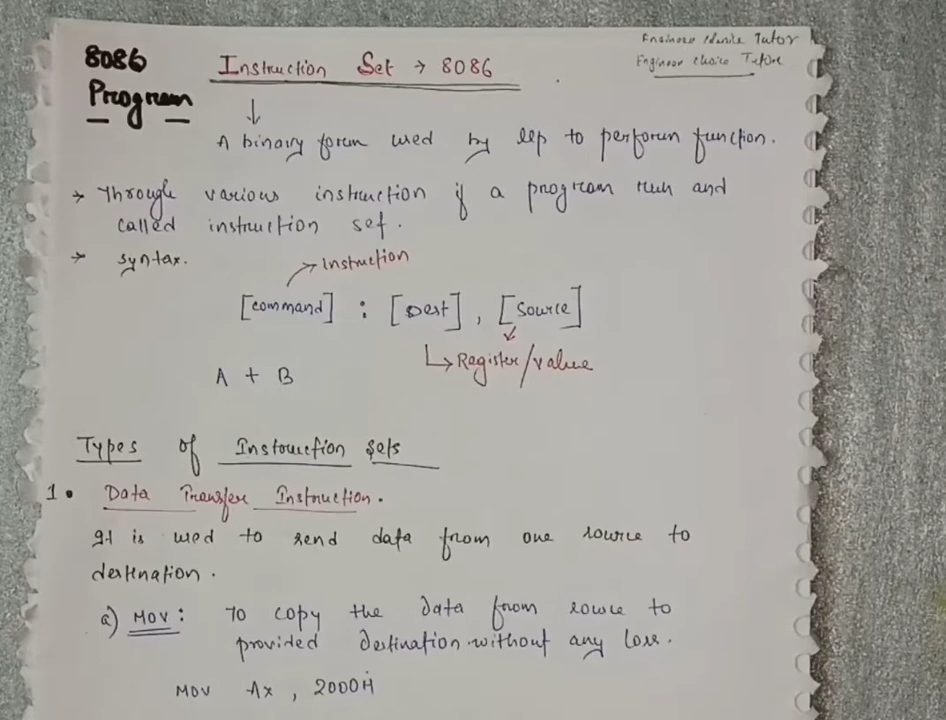 8086
Program
Instruction Set → 8086
Engineer Tutor
Engineer choice Tutor
↓
A binary form used by up to perform function.
→ Through various instruction if a program run and
called instruction set.
→ syntax.
→ Instruction
[command] : [Dest], [Source]
↳ Register/value
A + B
Types of Instruction sets
1. Data Transfer Instruction.
It is used to send data from one source to
destination.
a) MOV: To copy the data from source to
provided destination without any loss.
MOV AX, 2000H